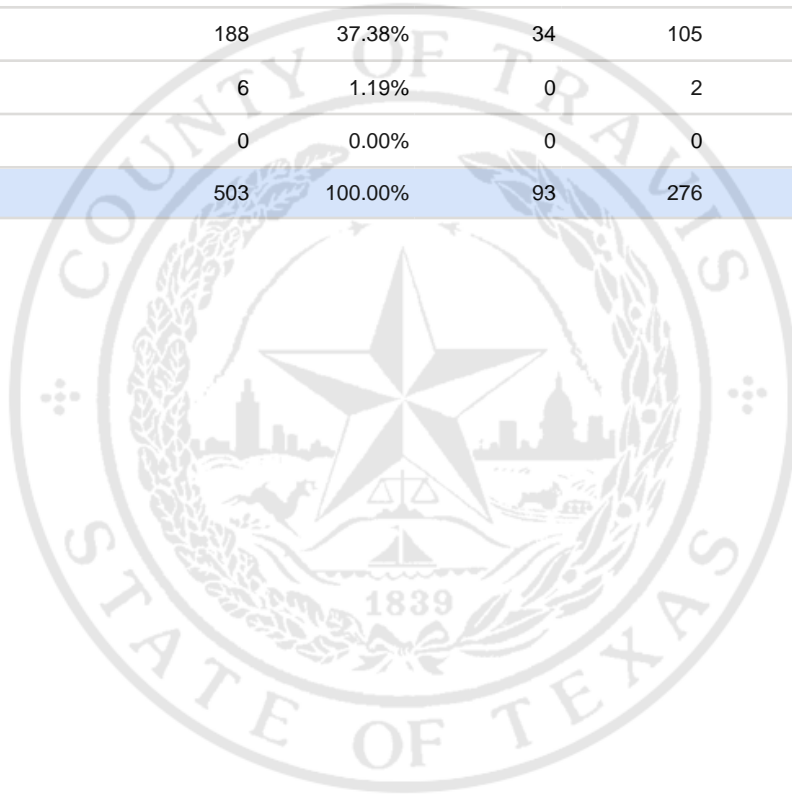 188 37.38% 34 105
6 1.19% 0 2
0 0.00% 0 0
503 100.00% 93 276
COUNTY OF TRAVIS
1839
STATE OF TEXAS